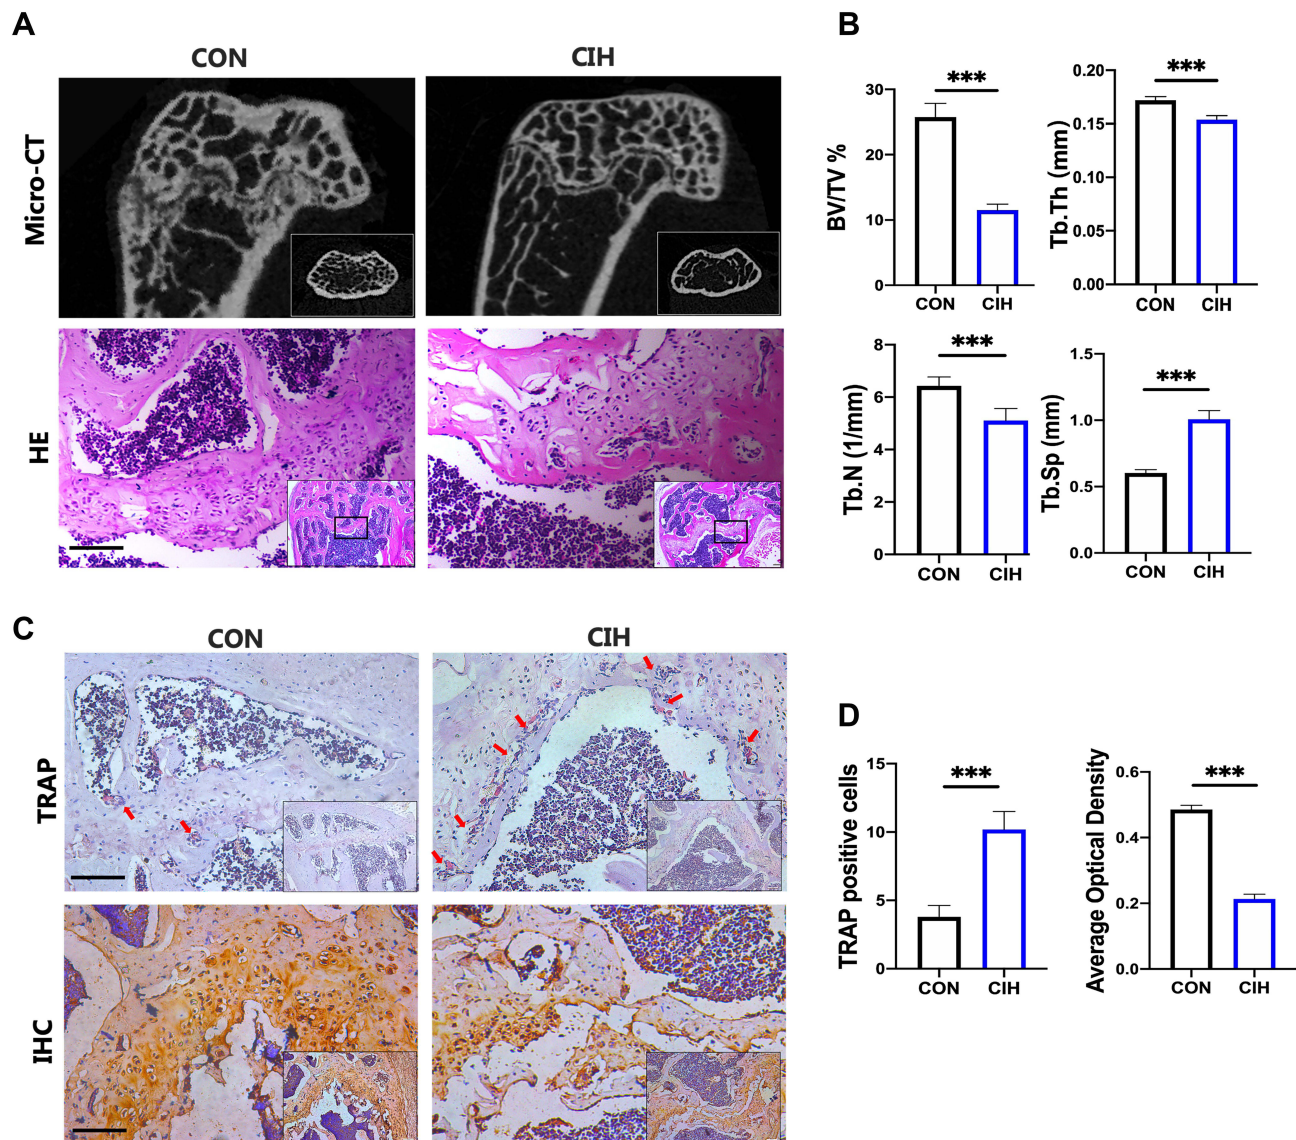 A
CON
CIH
Micro-CT
HE
B
***
30
20
10
0
BV/TV %
CON
CIH
***
0.20
0.15
0.10
0.05
0.00
Tb.Th (mm)
CON
CIH
***
8
6
4
2
0
Tb.N (1/mm)
CON
CIH
***
1.5
1.0
0.5
0.0
Tb.Sp (mm)
CON
CIH
C
CON
CIH
TRAP
IHC
D
***
15
10
5
0
TRAP positive cells
CON
CIH
***
0.6
0.4
0.2
0.0
Average Optical Density
CON
CIH